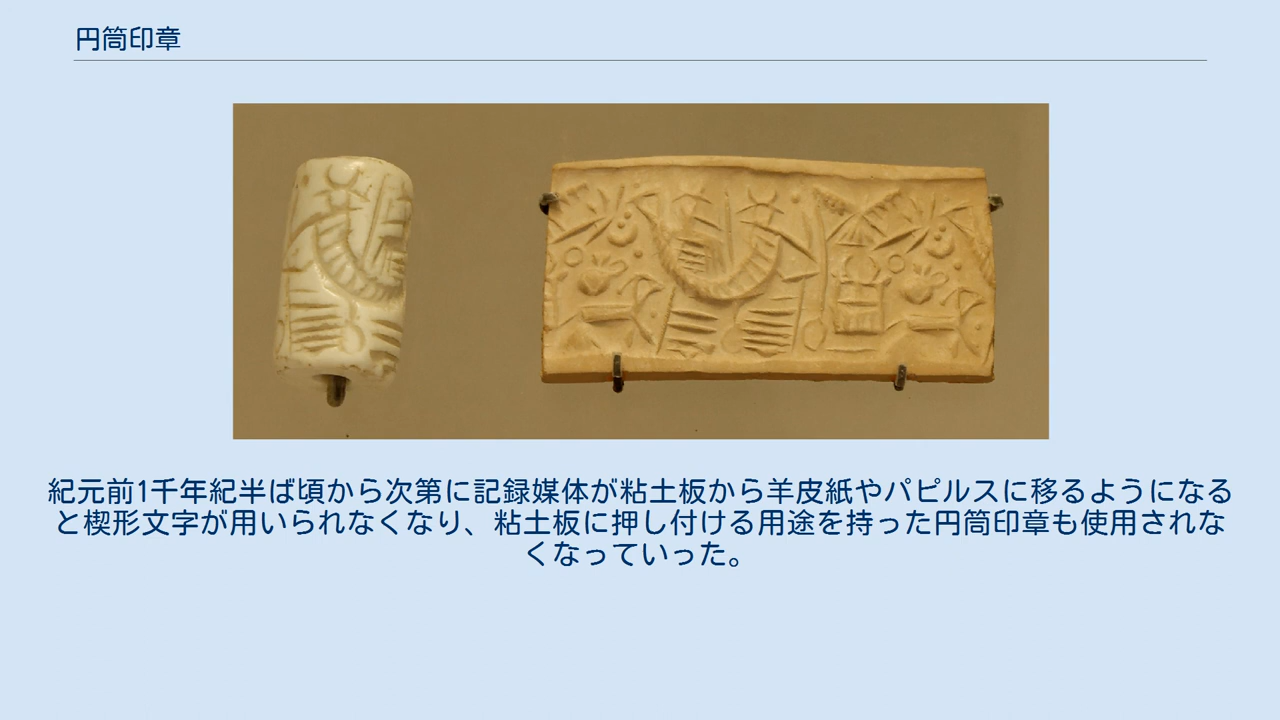 円筒印章
紀元前1千年紀半ば頃から次第に記録媒体が粘土板から羊皮紙やパピルスに移るようになる
と楔形文字が用いられなくなり、粘土板に押し付ける用途を持った円筒印章も使用されな
くなっていった。